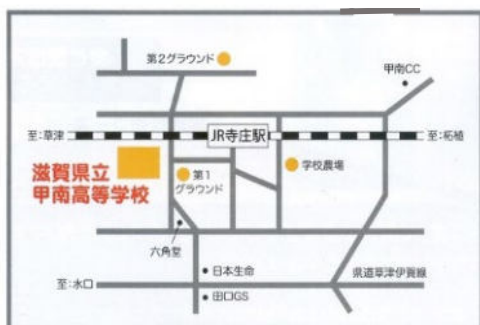 第2グラウンド
甲南CC
至:草津
JR寺庄駅
至:柘植
滋賀県立
甲南高等学校
第1
グラウンド
学校農場
六角堂
日本生命
県道草津伊賀線
至:水口
田口GS